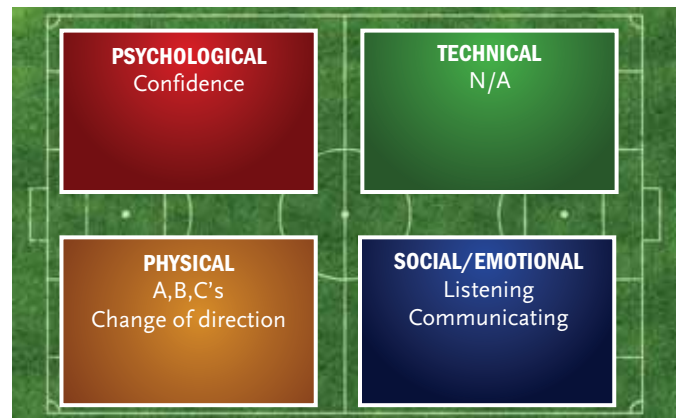 PSYCHOLOGICAL
Confidence
TECHNICAL
N/A
PHYSICAL
A,B,C's
Change of direction
SOCIAL/EMOTIONAL
Listening
Communicating